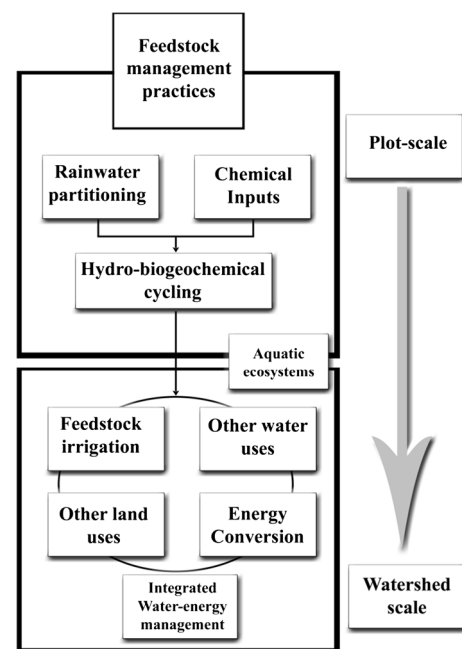 Feedstock
management
practices
Plot-scale
Rainwater
partitioning
Chemical
Inputs
Hydro-biogeochemical
cycling
Aquatic
ecosystems
Feedstock
irrigation
Other water
uses
Other land
uses
Energy
Conversion
Integrated
Water-energy
management
Watershed
scale